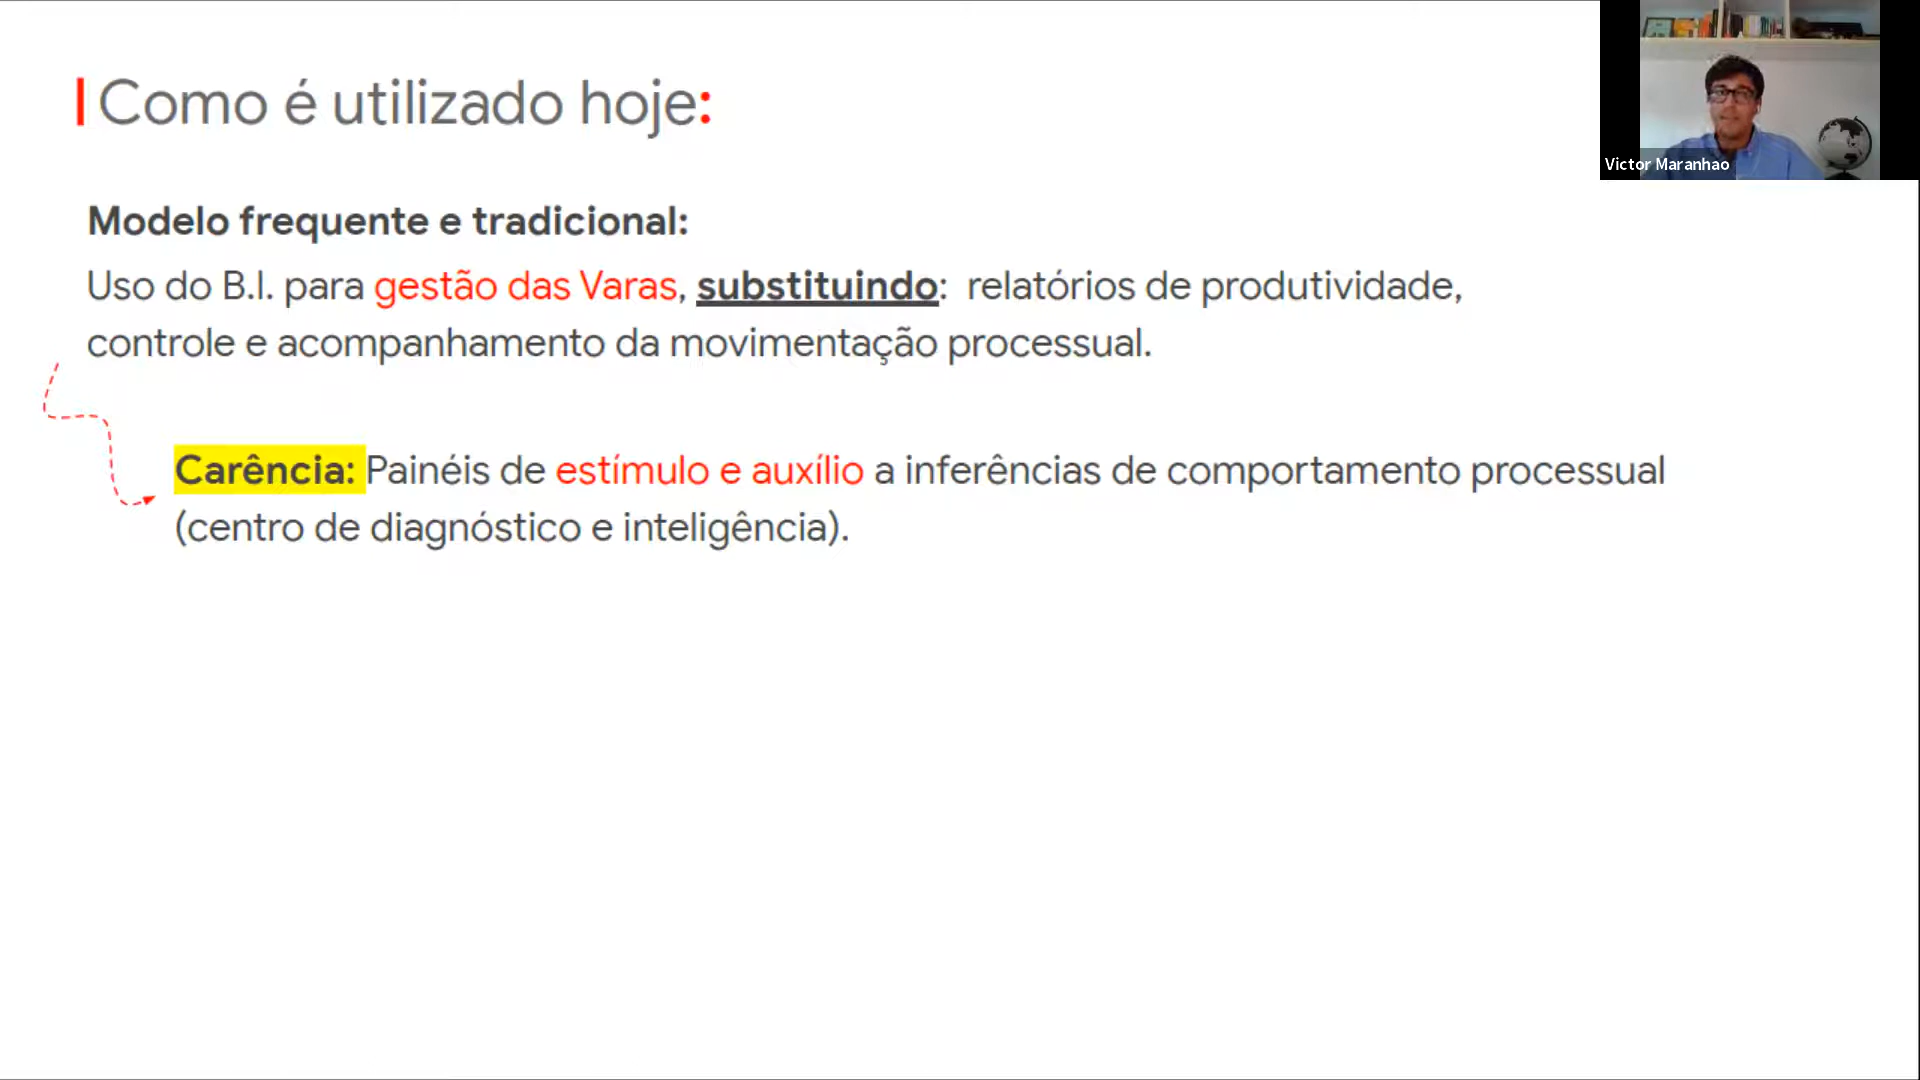 Como é utilizado hoje:
Victor Maranhao
Modelo frequente e tradicional:
Uso do B.I. para gestão das Varas, substituindo: relatórios de produtividade,
controle e acompanhamento da movimentação processual.
Carência: Painéis de estímulo e auxílio a inferências de comportamento processual
(centro de diagnóstico e inteligência).